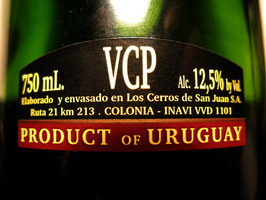 VCP
750 mL. Alc. 12,5% by Vol.
Elaborado y envasado en Los Cerros de San Juan S.A.
Ruta 21 km 213 . COLONIA - INAVI VVD 1101
PRODUCT OF URUGUAY